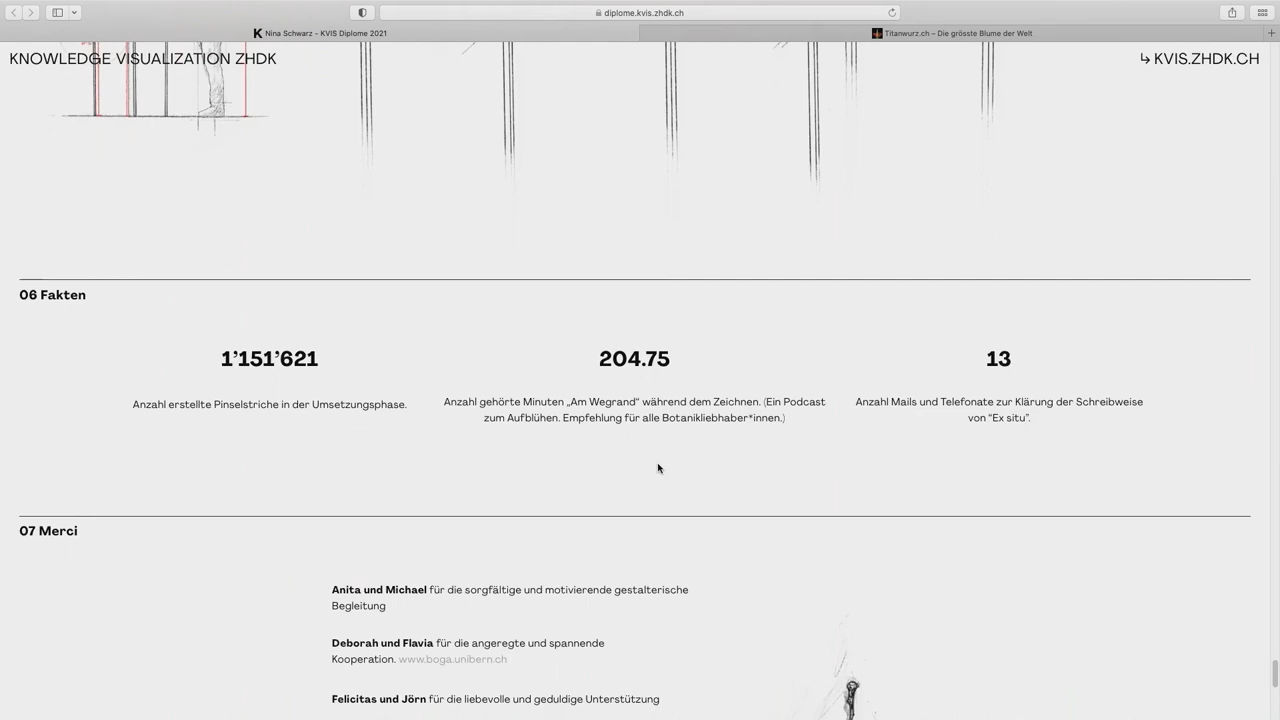 diplome.kvis.zhdk.ch
Nina Schwarz – KVIS Diplome 2021
Titanwurz.ch – Die grösste Blume der Welt
KNOWLEDGE VISUALIZATION ZHDK
↳ KVIS.ZHDK.CH
06 Fakten
1’151’621
204.75
13
Anzahl erstellte Pinselstriche in der Umsetzungsphase.
Anzahl gehörte Minuten „Am Wegrand“ während dem Zeichnen. (Ein Podcast
zum Aufblühen. Empfehlung für alle Botanikliebhaber*innen.)
Anzahl Mails und Telefonate zur Klärung der Schreibweise
von “Ex situ”.
07 Merci
Anita und Michael für die sorgfältige und motivierende gestalterische
Begleitung
Deborah und Flavia für die angeregte und spannende
Kooperation. www.boga.unibern.ch
Felicitas und Jörn für die liebevolle und geduldige Unterstützung